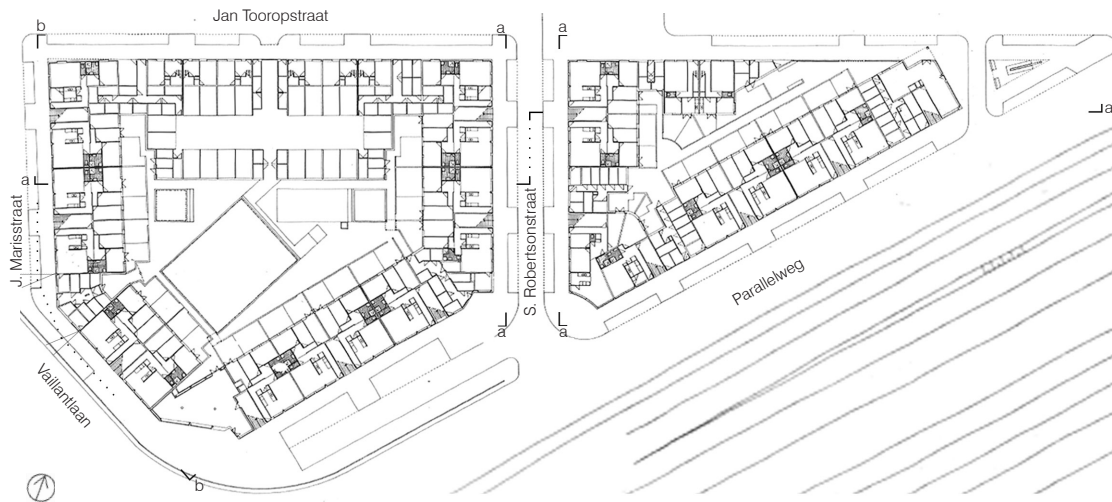 Jan Tooropstraat
b
a
a
a
a
J. Marisstraat
S. Robertsonstraat
Parallelweg
a
a
Vaillantlaan
b